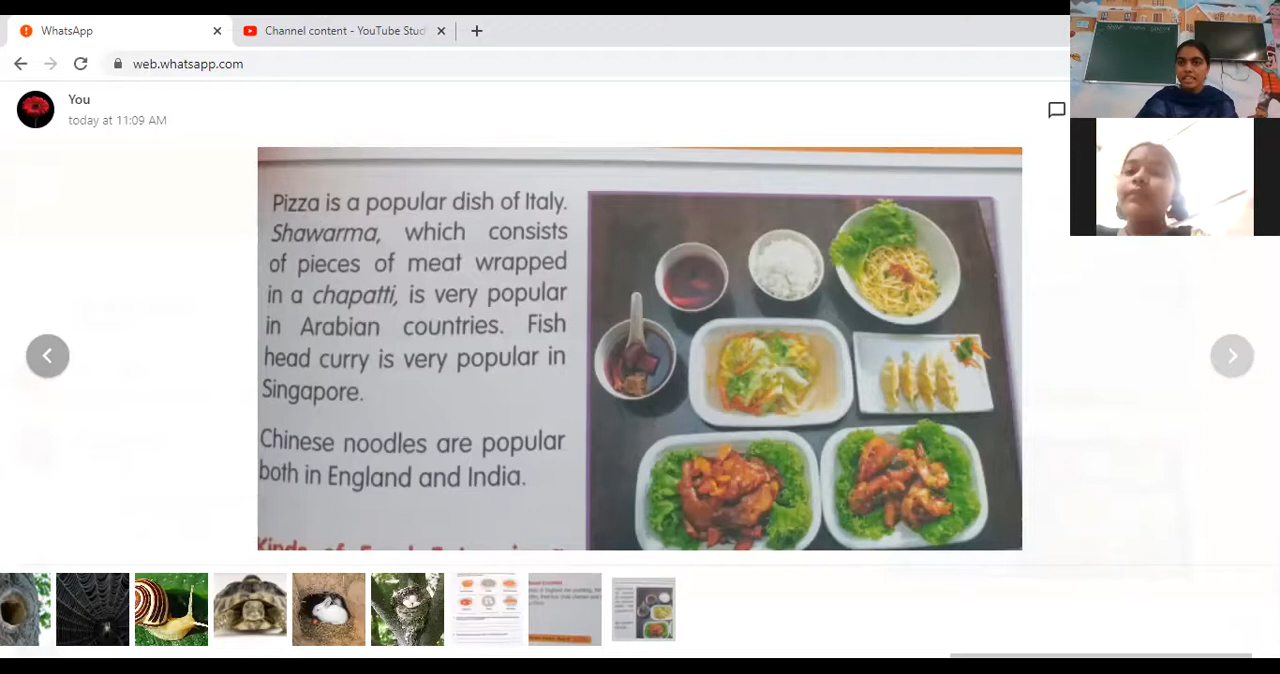 WhatsApp
Channel content - YouTube Stud
web.whatsapp.com
You
today at 11:09 AM
Pizza is a popular dish of Italy.
Shawarma, which consists
of pieces of meat wrapped
in a chapatti, is very popular
in Arabian countries. Fish
head curry is very popular in
Singapore.
Chinese noodles are popular
both in England and India.